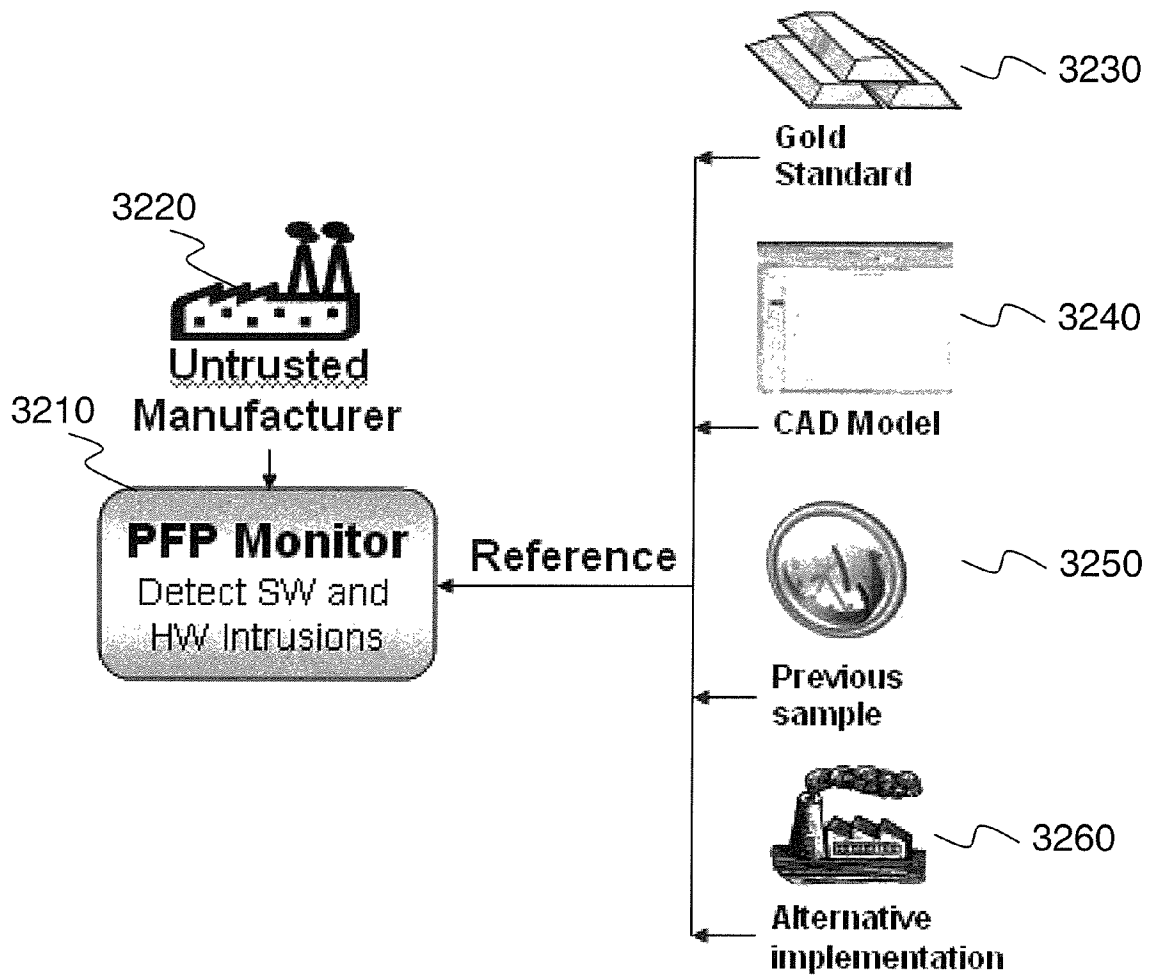 3230
Gold
Standard
3220
Untrusted
Manufacturer
3240
CAD Model
3210
PFP Monitor
Detect SW and
HW Intrusions
Reference
3250
Previous
sample
3260
Alternative
implementation